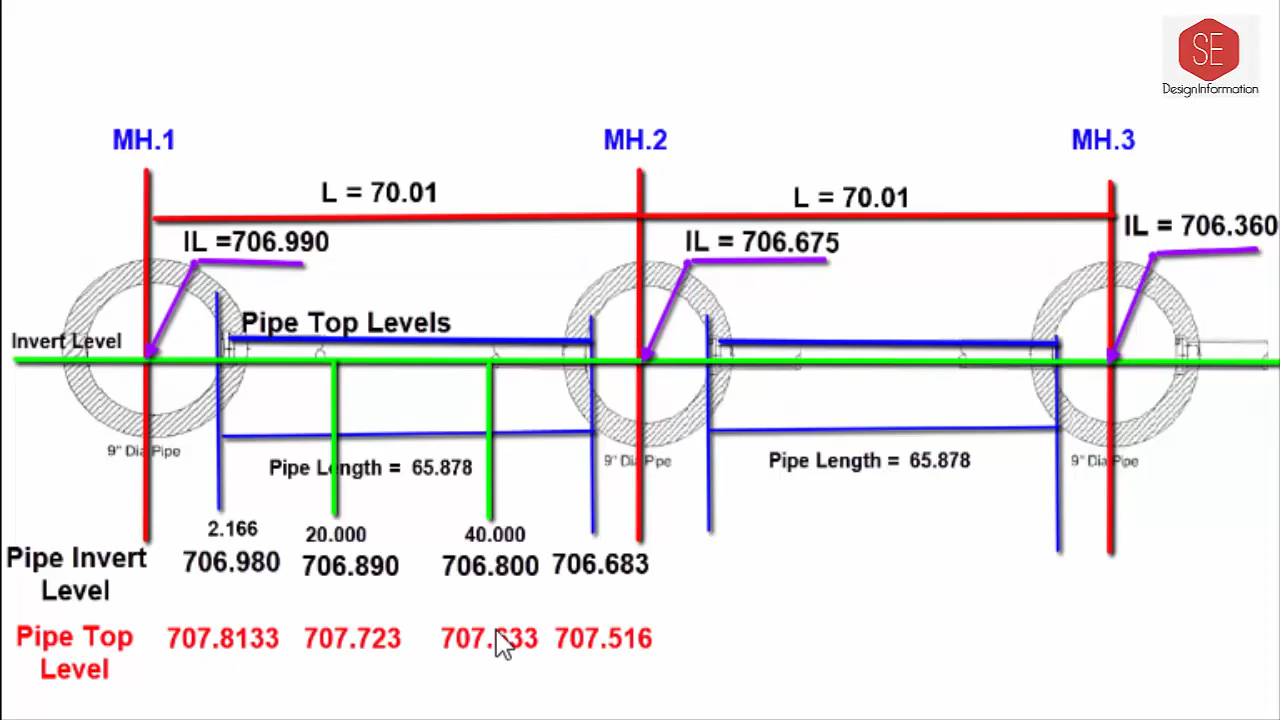 SE
DesignInformation
MH.1
MH.2
MH.3
L = 70.01
L = 70.01
IL =706.990
IL = 706.675
IL = 706.360
Pipe Top Levels
Invert Level
9" Dia Pipe
9" Dia Pipe
9" Dia Pipe
Pipe Length = 65.878
Pipe Length = 65.878
2.166
20.000
40.000
Pipe Invert
Level
706.980
706.890
706.800
706.683
Pipe Top
Level
707.8133
707.723
707.516